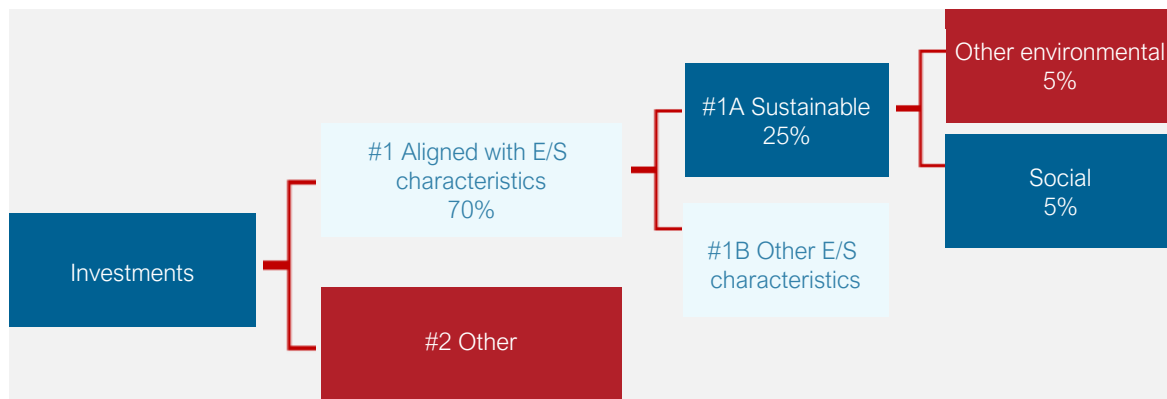 Investments
#1 Aligned with E/S
characteristics
70%
#2 Other
#1A Sustainable
25%
#1B Other E/S
characteristics
Other environmental
5%
Social
5%